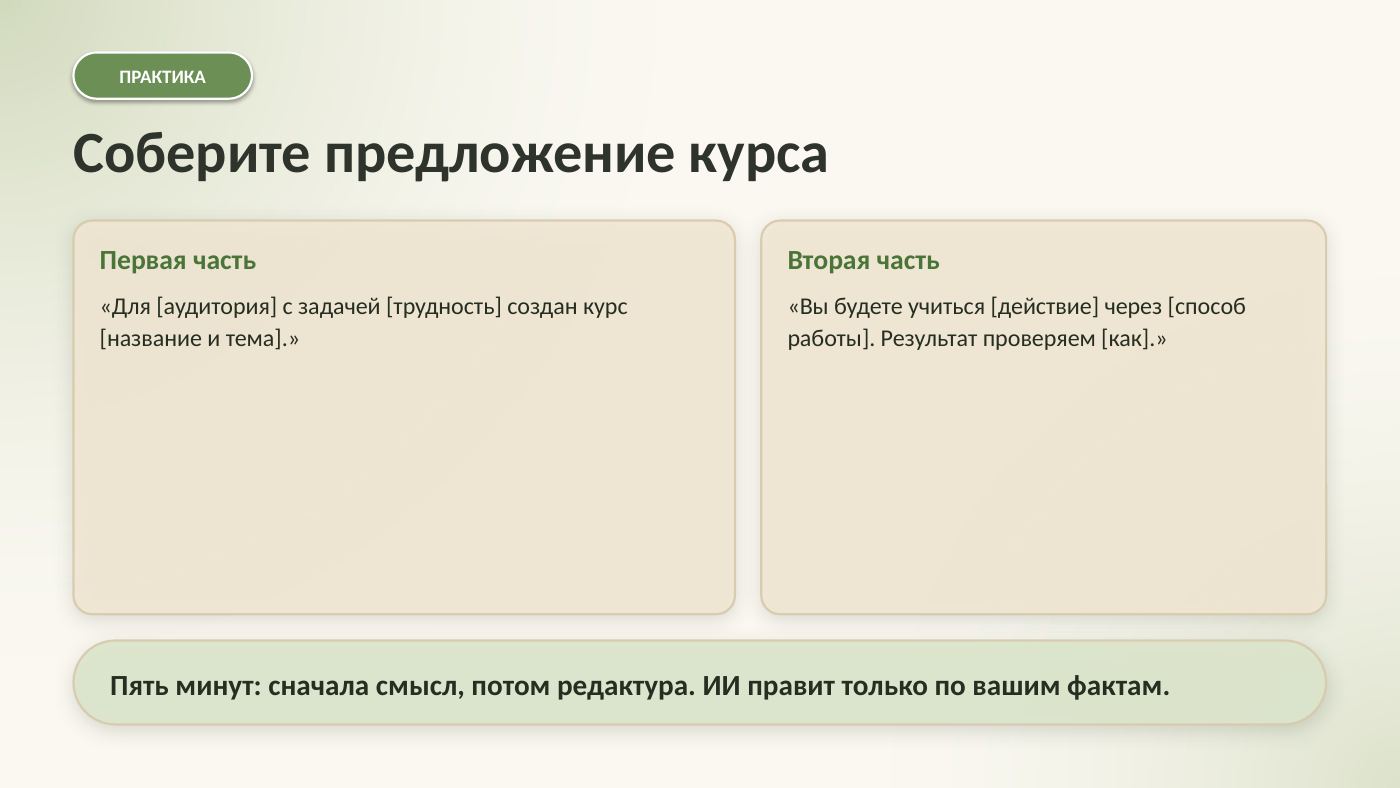 ПРАКТИКА
Соберите предложение курса
Первая часть
«Для [аудитория] с задачей [трудность] создан курс
[название и тема].»
Вторая часть
«Вы будете учиться [действие] через [способ
работы]. Результат проверяем [как].»
Пять минут: сначала смысл, потом редактура. ИИ правит только по вашим фактам.